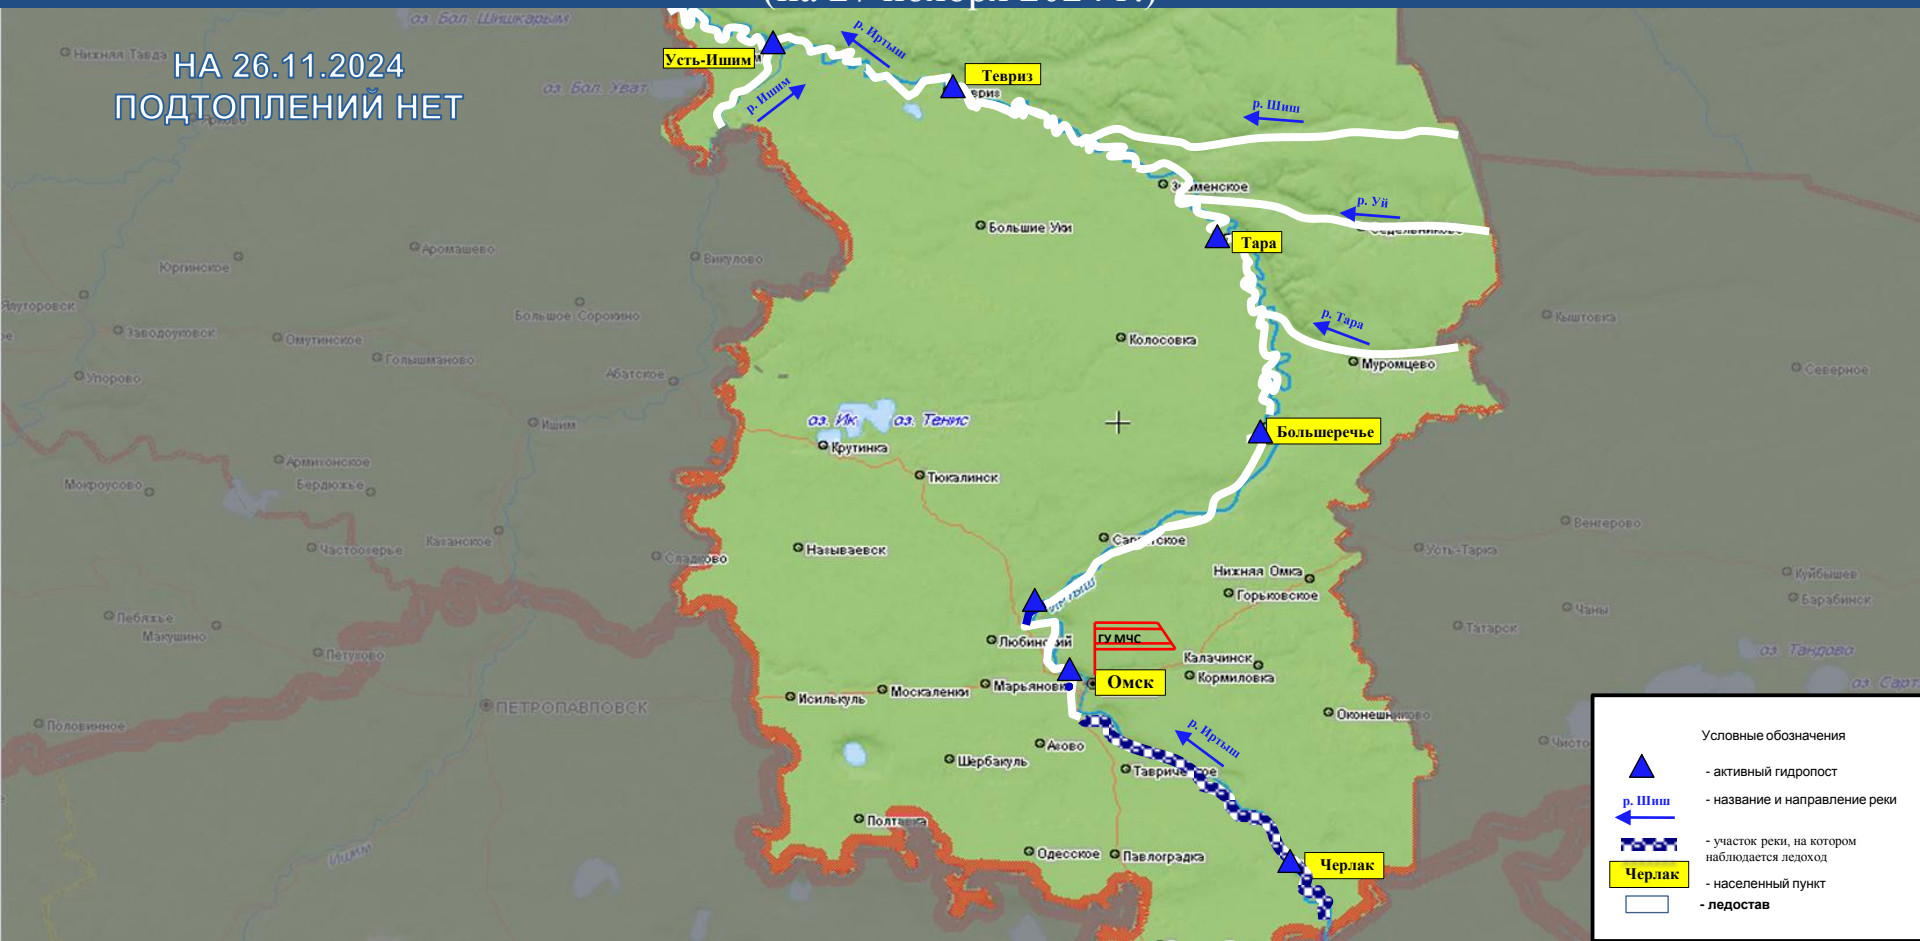 НА 26.11.2024
ПОДТОПЛЕНИЙ НЕТ
оз. Бол. Шишкарым
Нижняя Тавда
оз. Бол. Уват
Усть-Ишим
р. Ишим
р. Иртыш
Тевриз
р. Шиш
р. Уй
Большие Уки
Тара
Аромашево
Юргинское
Викулово
Ялуторовск
Заводоуковск
Омутинское
Голышманово
Большое Сорокино
Упорово
Абатское
Колосовка
р. Тара
Муромцево
Кыштовка
Северное
оз. Ик
оз. Тенис
Крутинка
Большеречье
Ишим
Армизонское
Бердюжье
Мокроусово
Тюкалинск
Частоозерье
Казанское
Сладково
Называевск
Венгерово
Усть-Тарка
Нижняя Омка
Горьковское
Куйбышев
Барабинск
Чаны
Татарск
Лебяжье
Макушино
Петухово
ГУ МЧС
Калачинск
Кормиловка
оз. Тандово
Исилькуль
Москаленки
Омск
ПЕТРОПАВЛОВСК
Половинное
Оконешниково
р. Иртыш
Азово
Шербакуль
Полтавка
Одесское
Павлоградка
Черлак
Ишим
Условные обозначения
- активный гидропост
р. Шиш
- название и направление реки
- участок реки, на котором
наблюдается ледоход
Черлак
- населенный пункт
- ледостав